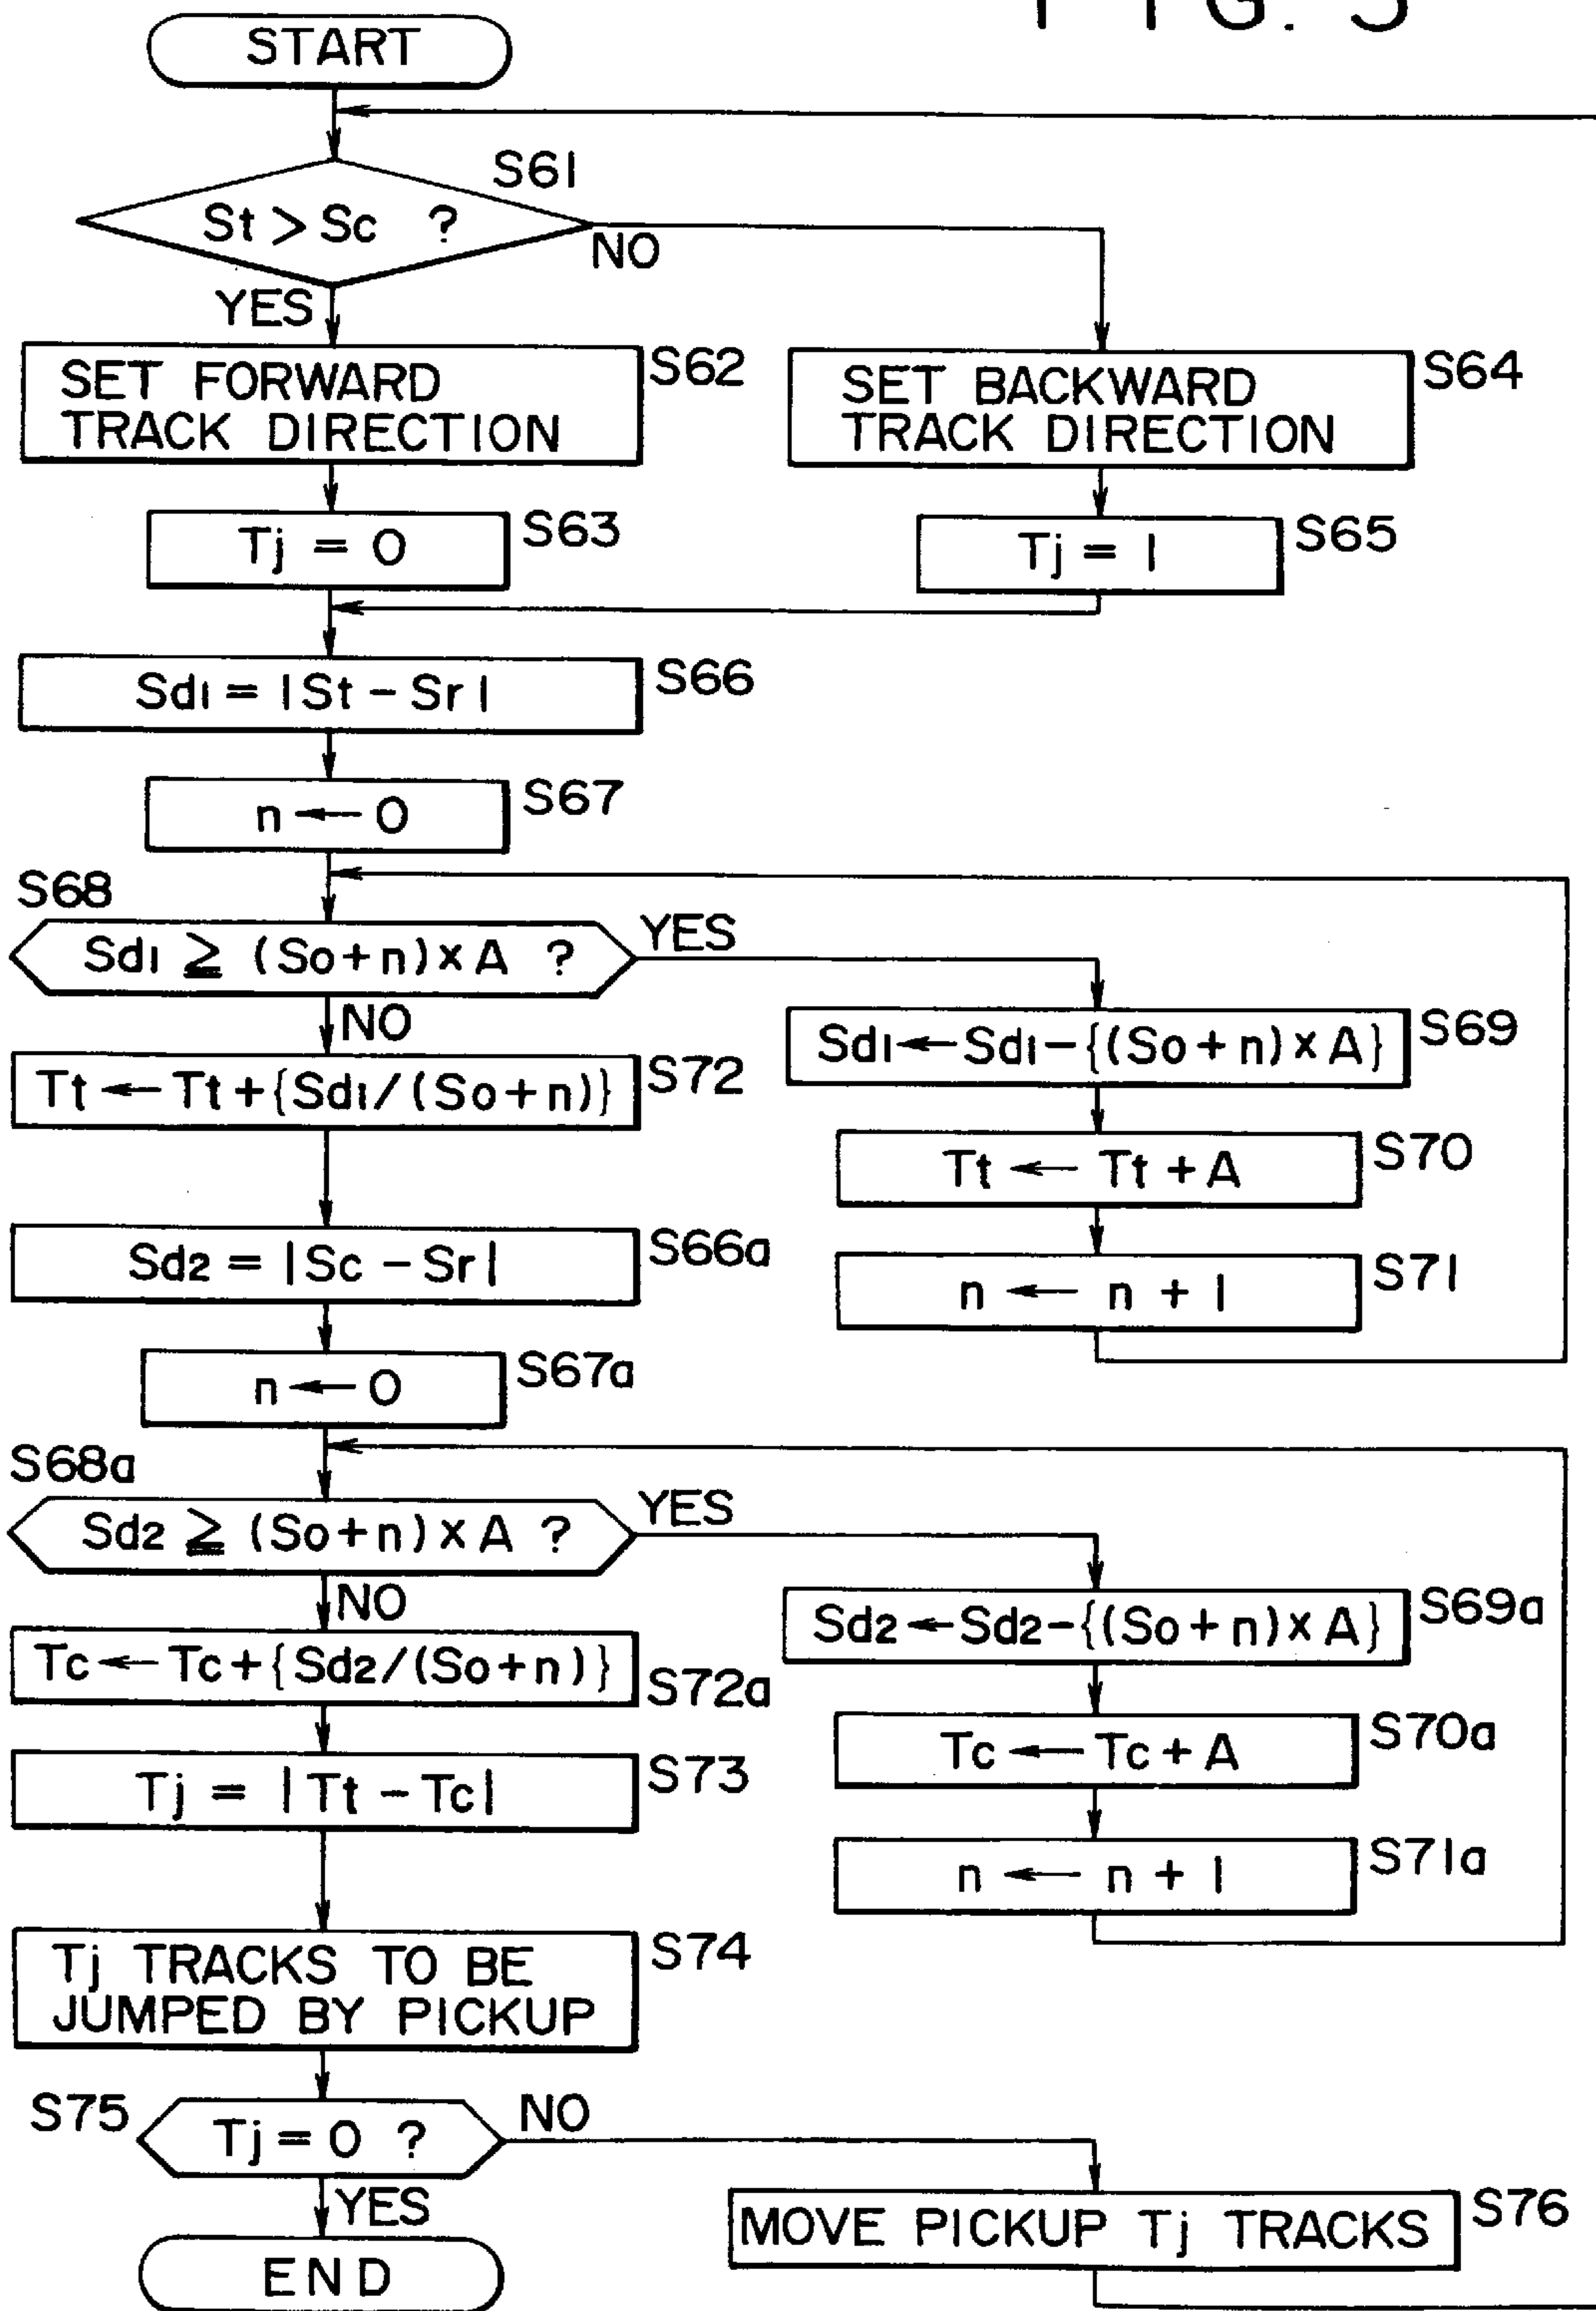 FIG. 5
START
S61
St > Sc ?
NO
YES
SET FORWARD
TRACK DIRECTION
S62
SET BACKWARD
TRACK DIRECTION
S64
Tj = 0
S63
Tj = 1
S65
Sd1 = |St - Sr|
S66
n ← 0
S67
S68
Sd1 ≧ (So+n)×A ?
YES
NO
Sd1←Sd1-{(So+n)×A}
S69
Tt ← Tt+{Sd1/(So+n)}
S72
Tt ← Tt + A
S70
Sd2 = |Sc - Sr|
S66a
n ← n + 1
S71
n ← 0
S67a
S68a
Sd2 ≧ (So+n)×A ?
YES
NO
Sd2←Sd2-{(So+n)×A}
S69a
Tc ← Tc+{Sd2/(So+n)}
S72a
Tc ← Tc + A
S70a
Tj = |Tt - Tc|
S73
n ← n + 1
S71a
Tj TRACKS TO BE
JUMPED BY PICKUP
S74
S75
Tj = 0 ?
NO
YES
MOVE PICKUP Tj TRACKS
S76
END